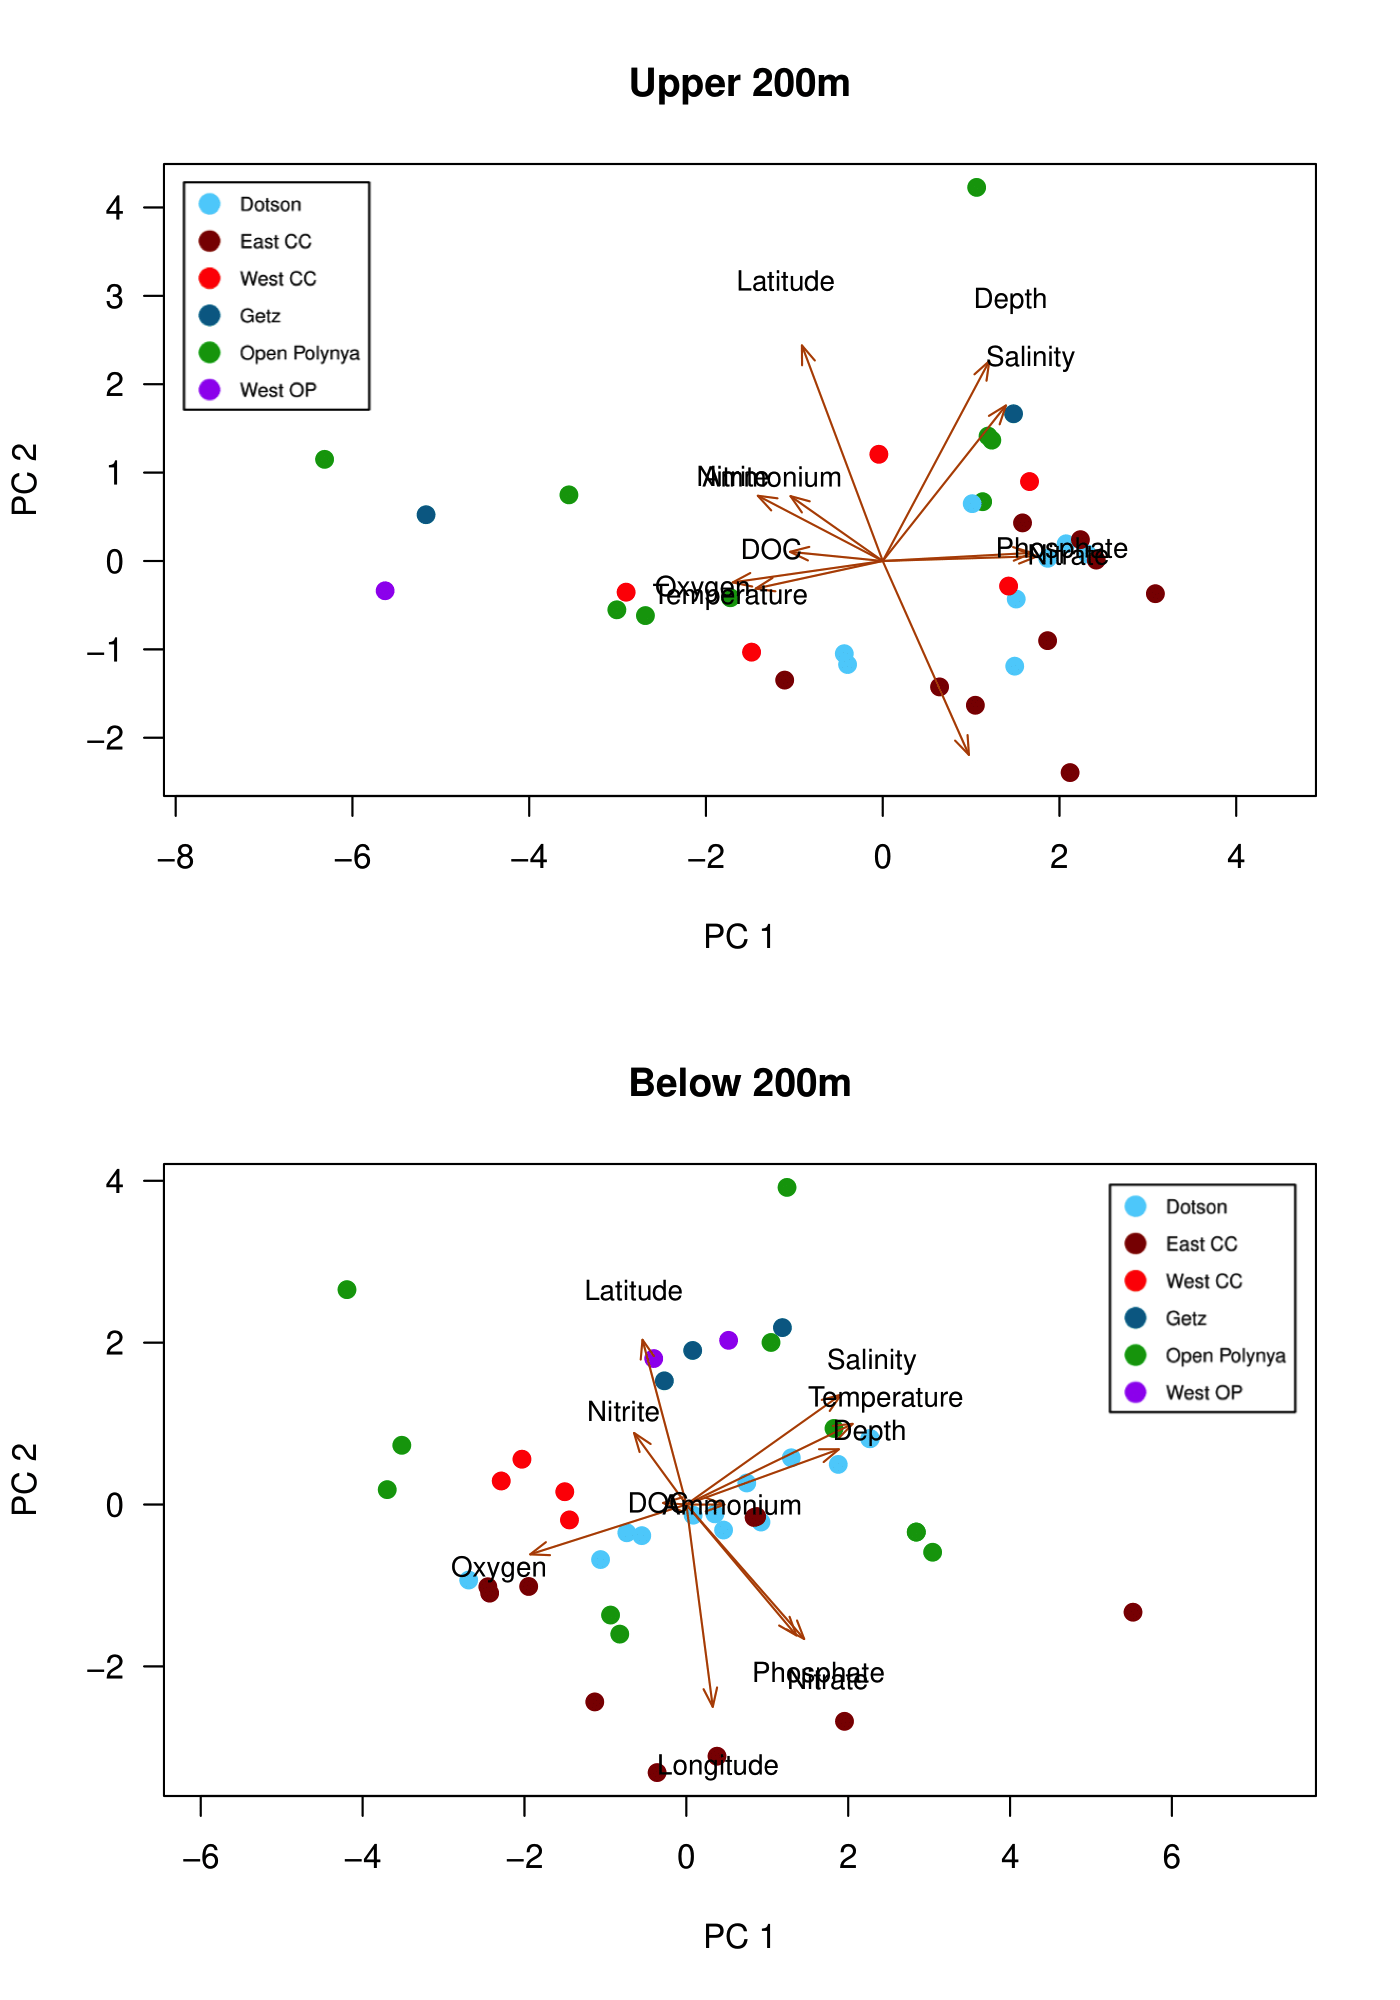 Upper 200m
Dotson
East CC
West CC
Getz
Open Polynya
West OP
Latitude
Depth
Salinity
Nitrite
Ammonium
DOC
Phosphate
Nitrate
Oxygen
Temperature
4
3
2
1
0
−1
−2
PC 2
−8 −6 −4 −2 0 2 4
PC 1
Below 200m
Dotson
East CC
West CC
Getz
Open Polynya
West OP
Latitude
Salinity
Temperature
Nitrite
Depth
DOC
Ammonium
Oxygen
Phosphate
Nitrate
Longitude
4
2
0
−2
PC 2
−6 −4 −2 0 2 4 6
PC 1